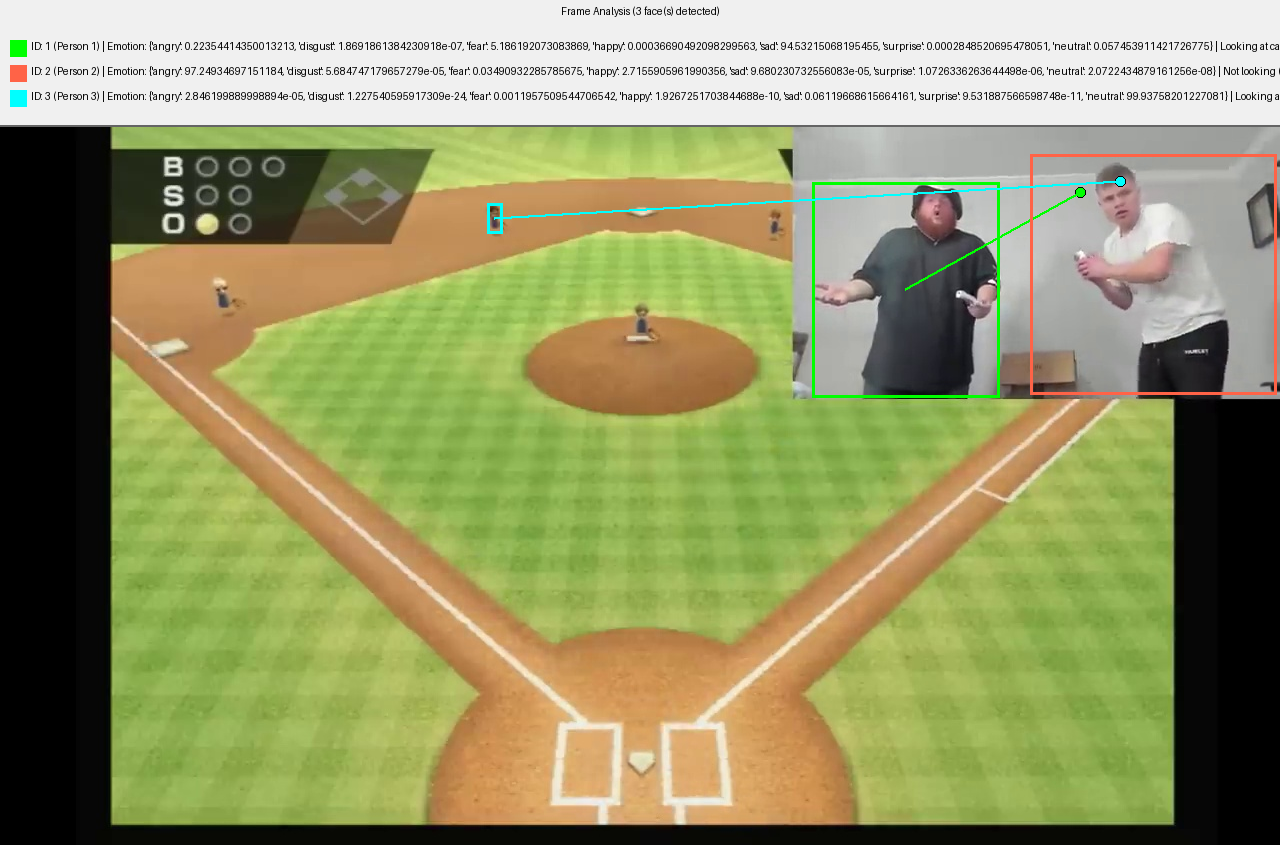 Frame Analysis (3 face(s) detected)
ID: 1 (Person 1) | Emotion: {'angry': 0.22354414350013213, 'disgust': 1.8691861384230918e-07, 'fear': 5.186192073083869, 'happy': 0.00036690492098299563, 'sad': 94.53215068195455, 'surprise': 0.0002848520695478051, 'neutral': 0.057453911421726775} | Looking at ca
ID: 2 (Person 2) | Emotion: {'angry': 97.24934697151184, 'disgust': 5.684747179657279e-05, 'fear': 0.03490932285785675, 'happy': 2.7155905961990356, 'sad': 9.680230732556083e-05, 'surprise': 1.0726336263644498e-06, 'neutral': 2.0722434879161256e-08} | Not looking
ID: 3 (Person 3) | Emotion: {'angry': 2.846199889998894e-05, 'disgust': 1.227540595917309e-24, 'fear': 0.0011957509544706542, 'happy': 1.9267251703844688e-10, 'sad': 0.06119668615664161, 'surprise': 9.531887566598748e-11, 'neutral': 99.93758201227081} | Looking a
B
S
O
HURLEY